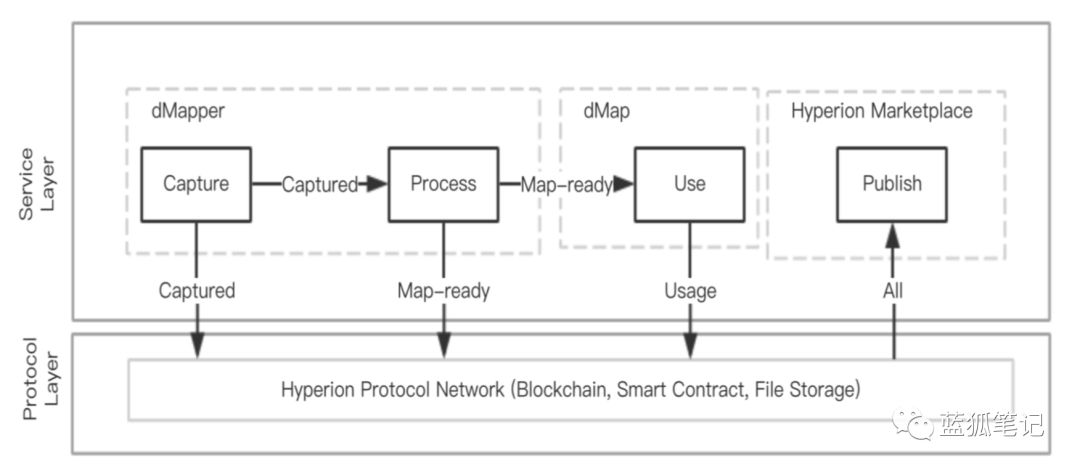 dMapper
dMap
Hyperion Marketplace
Service
Layer
Capture
Captured
Process
Map-ready
Use
Publish
Captured
Map-ready
Usage
All
Protocol
Layer
Hyperion Protocol Network (Blockchain, Smart Contract, File Storage)
蓝狐笔记